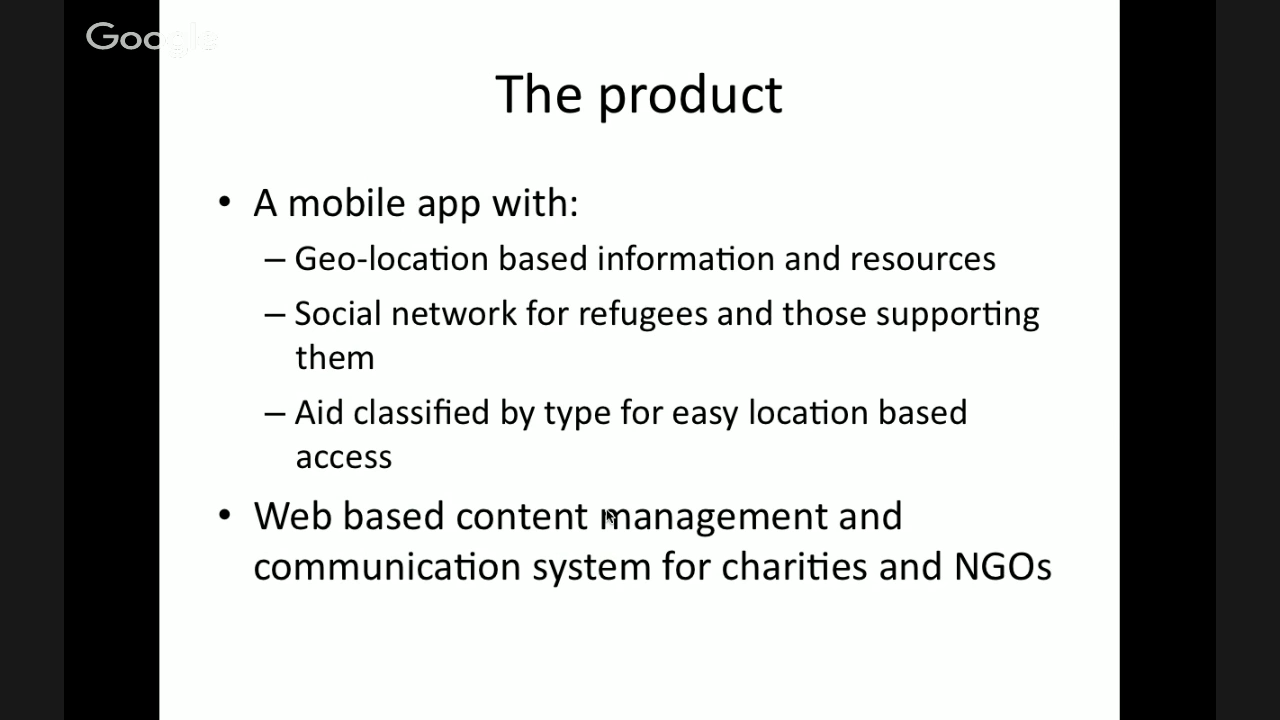 Google
The product
• A mobile app with:
– Geo-location based information and resources
– Social network for refugees and those supporting
them
– Aid classified by type for easy location based
access
• Web based content management and
communication system for charities and NGOs